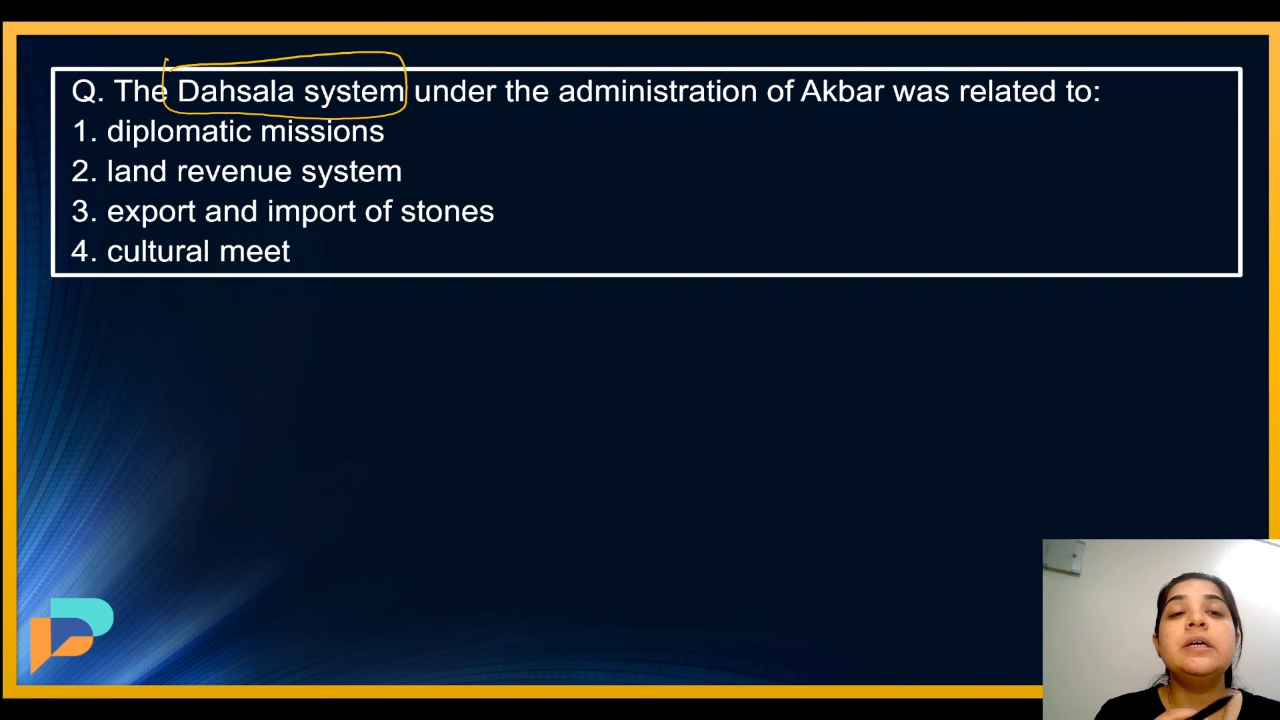 Q. The Dahsala system under the administration of Akbar was related to:
1. diplomatic missions
2. land revenue system
3. export and import of stones
4. cultural meet